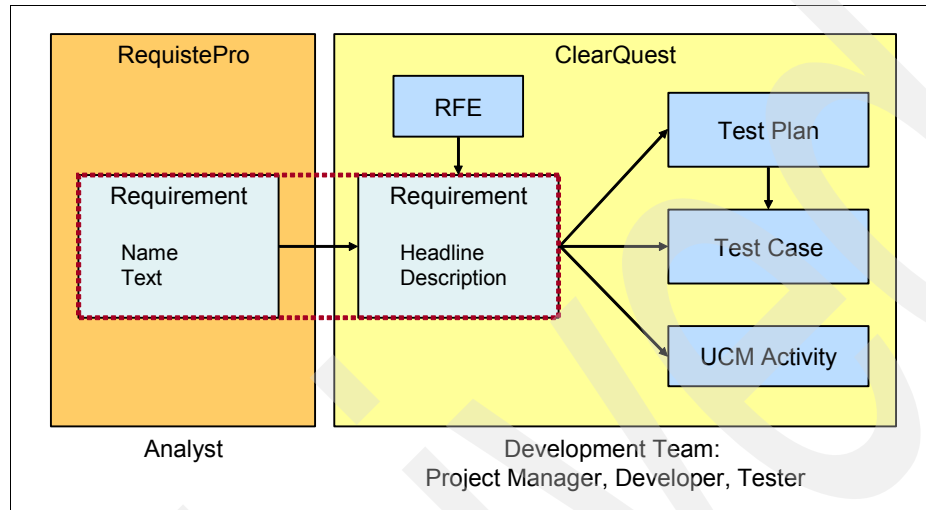 RequistePro
ClearQuest
RFE
Test Plan
Requirement
Name
Text
Requirement
Headline
Description
Test Case
UCM Activity
Analyst
Development Team:
Project Manager, Developer, Tester